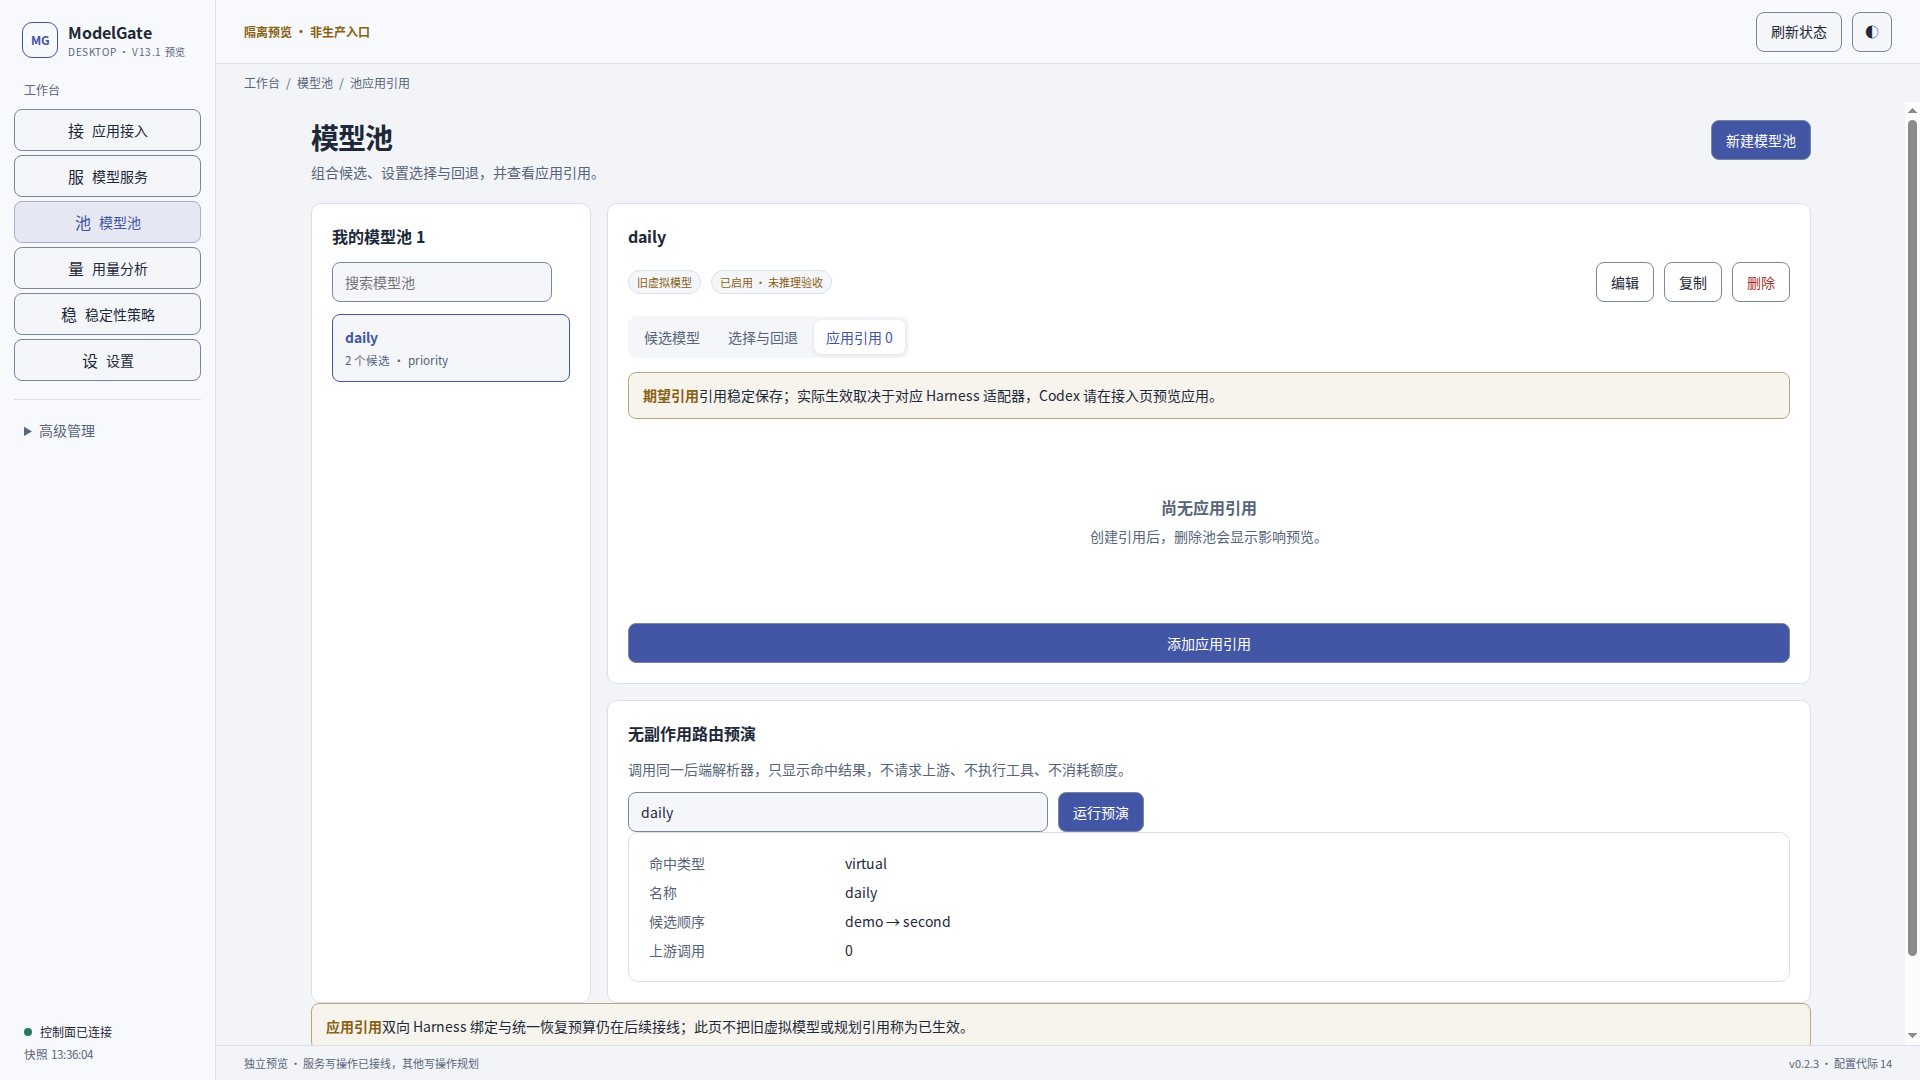 MG
ModelGate
DESKTOP · V13.1 预览
工作台
接 应用接入
服 模型服务
池 模型池
量 用量分析
稳 稳定性策略
设 设置
▶ 高级管理
控制面已连接
快照 13:36:04
隔离预览 · 非生产入口
刷新状态
工作台 / 模型池 / 池应用引用
模型池
组合候选、设置选择与回退，并查看应用引用。
新建模型池
我的模型池 1
搜索模型池
daily
2 个候选 · priority
daily
旧虚拟模型
已启用 · 未推理验收
编辑
复制
删除
候选模型
选择与回退
应用引用 0
期望引用引用稳定保存；实际生效取决于对应 Harness 适配器，Codex 请在接入页预览应用。
尚无应用引用
创建引用后，删除池会显示影响预览。
添加应用引用
无副作用路由预演
调用同一后端解析器，只显示命中结果，不请求上游、不执行工具、不消耗额度。
daily
运行预演
命中类型 virtual
名称 daily
候选顺序 demo → second
上游调用 0
应用引用双向 Harness 绑定与统一恢复预算仍在后续接线；此页不把旧虚拟模型或规划引用称为已生效。
独立预览 · 服务写操作已接线，其他写操作规划
v0.2.3 · 配置代际 14